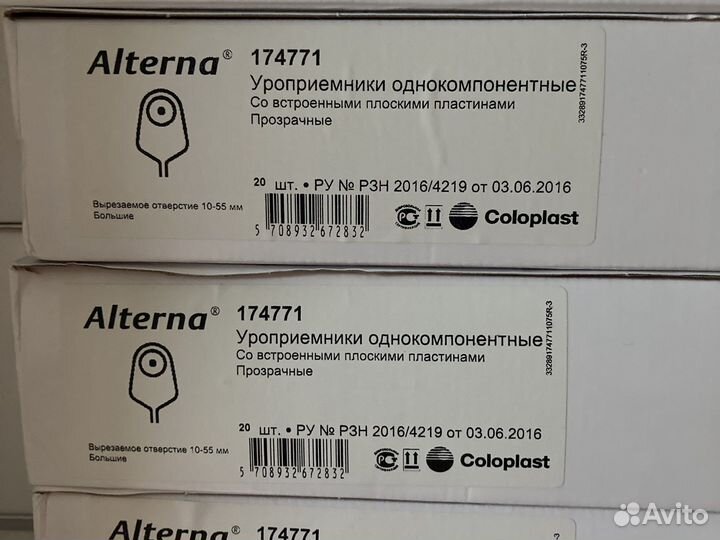 Alterna® 174771
Уроприемники однокомпонентные
Со встроенными плоскими пластинами
Прозрачные
332891747711075R-3
20 шт. • РУ № РЗН 2016/4219 от 03.06.2016
Вырезаемое отверстие 10-55 мм
Большие
5 708932 672832
Coloplast
Alterna® 174771
Уроприемники однокомпонентные
Со встроенными плоскими пластинами
Прозрачные
332891747711075R-3
20 шт. • РУ № РЗН 2016/4219 от 03.06.2016
Вырезаемое отверстие 10-55 мм
Большие
5 708932 672832
Coloplast
Alterna® 174771
Avito